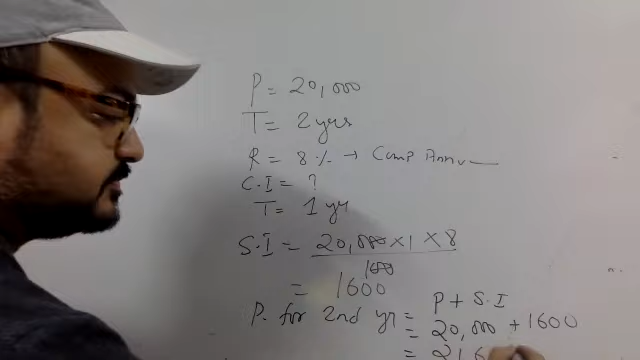 P = 20,000
T = 2 yrs
R = 8 % → Comp Annu
C.I = ?
T = 1 yr
S.I = 20,000 × 1 × 8
100
= 1600
P. for 2nd yr = P + S.I
= 20,000 + 1600
= 21,6